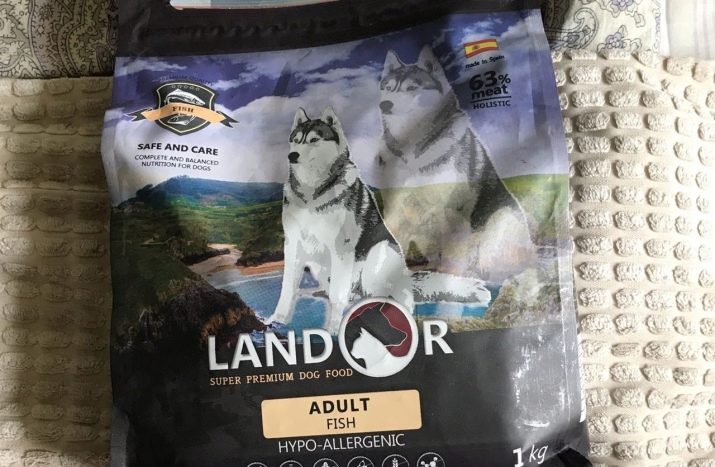 FISH
SAFE AND CARE
COMPLETE AND BALANCED
NUTRITION FOR DOGS
made in Spain
63%
meat
HOLISTIC
LANDOR
SUPER PREMIUM DOG FOOD
ADULT
FISH
HYPO-ALLERGENIC
1 kg